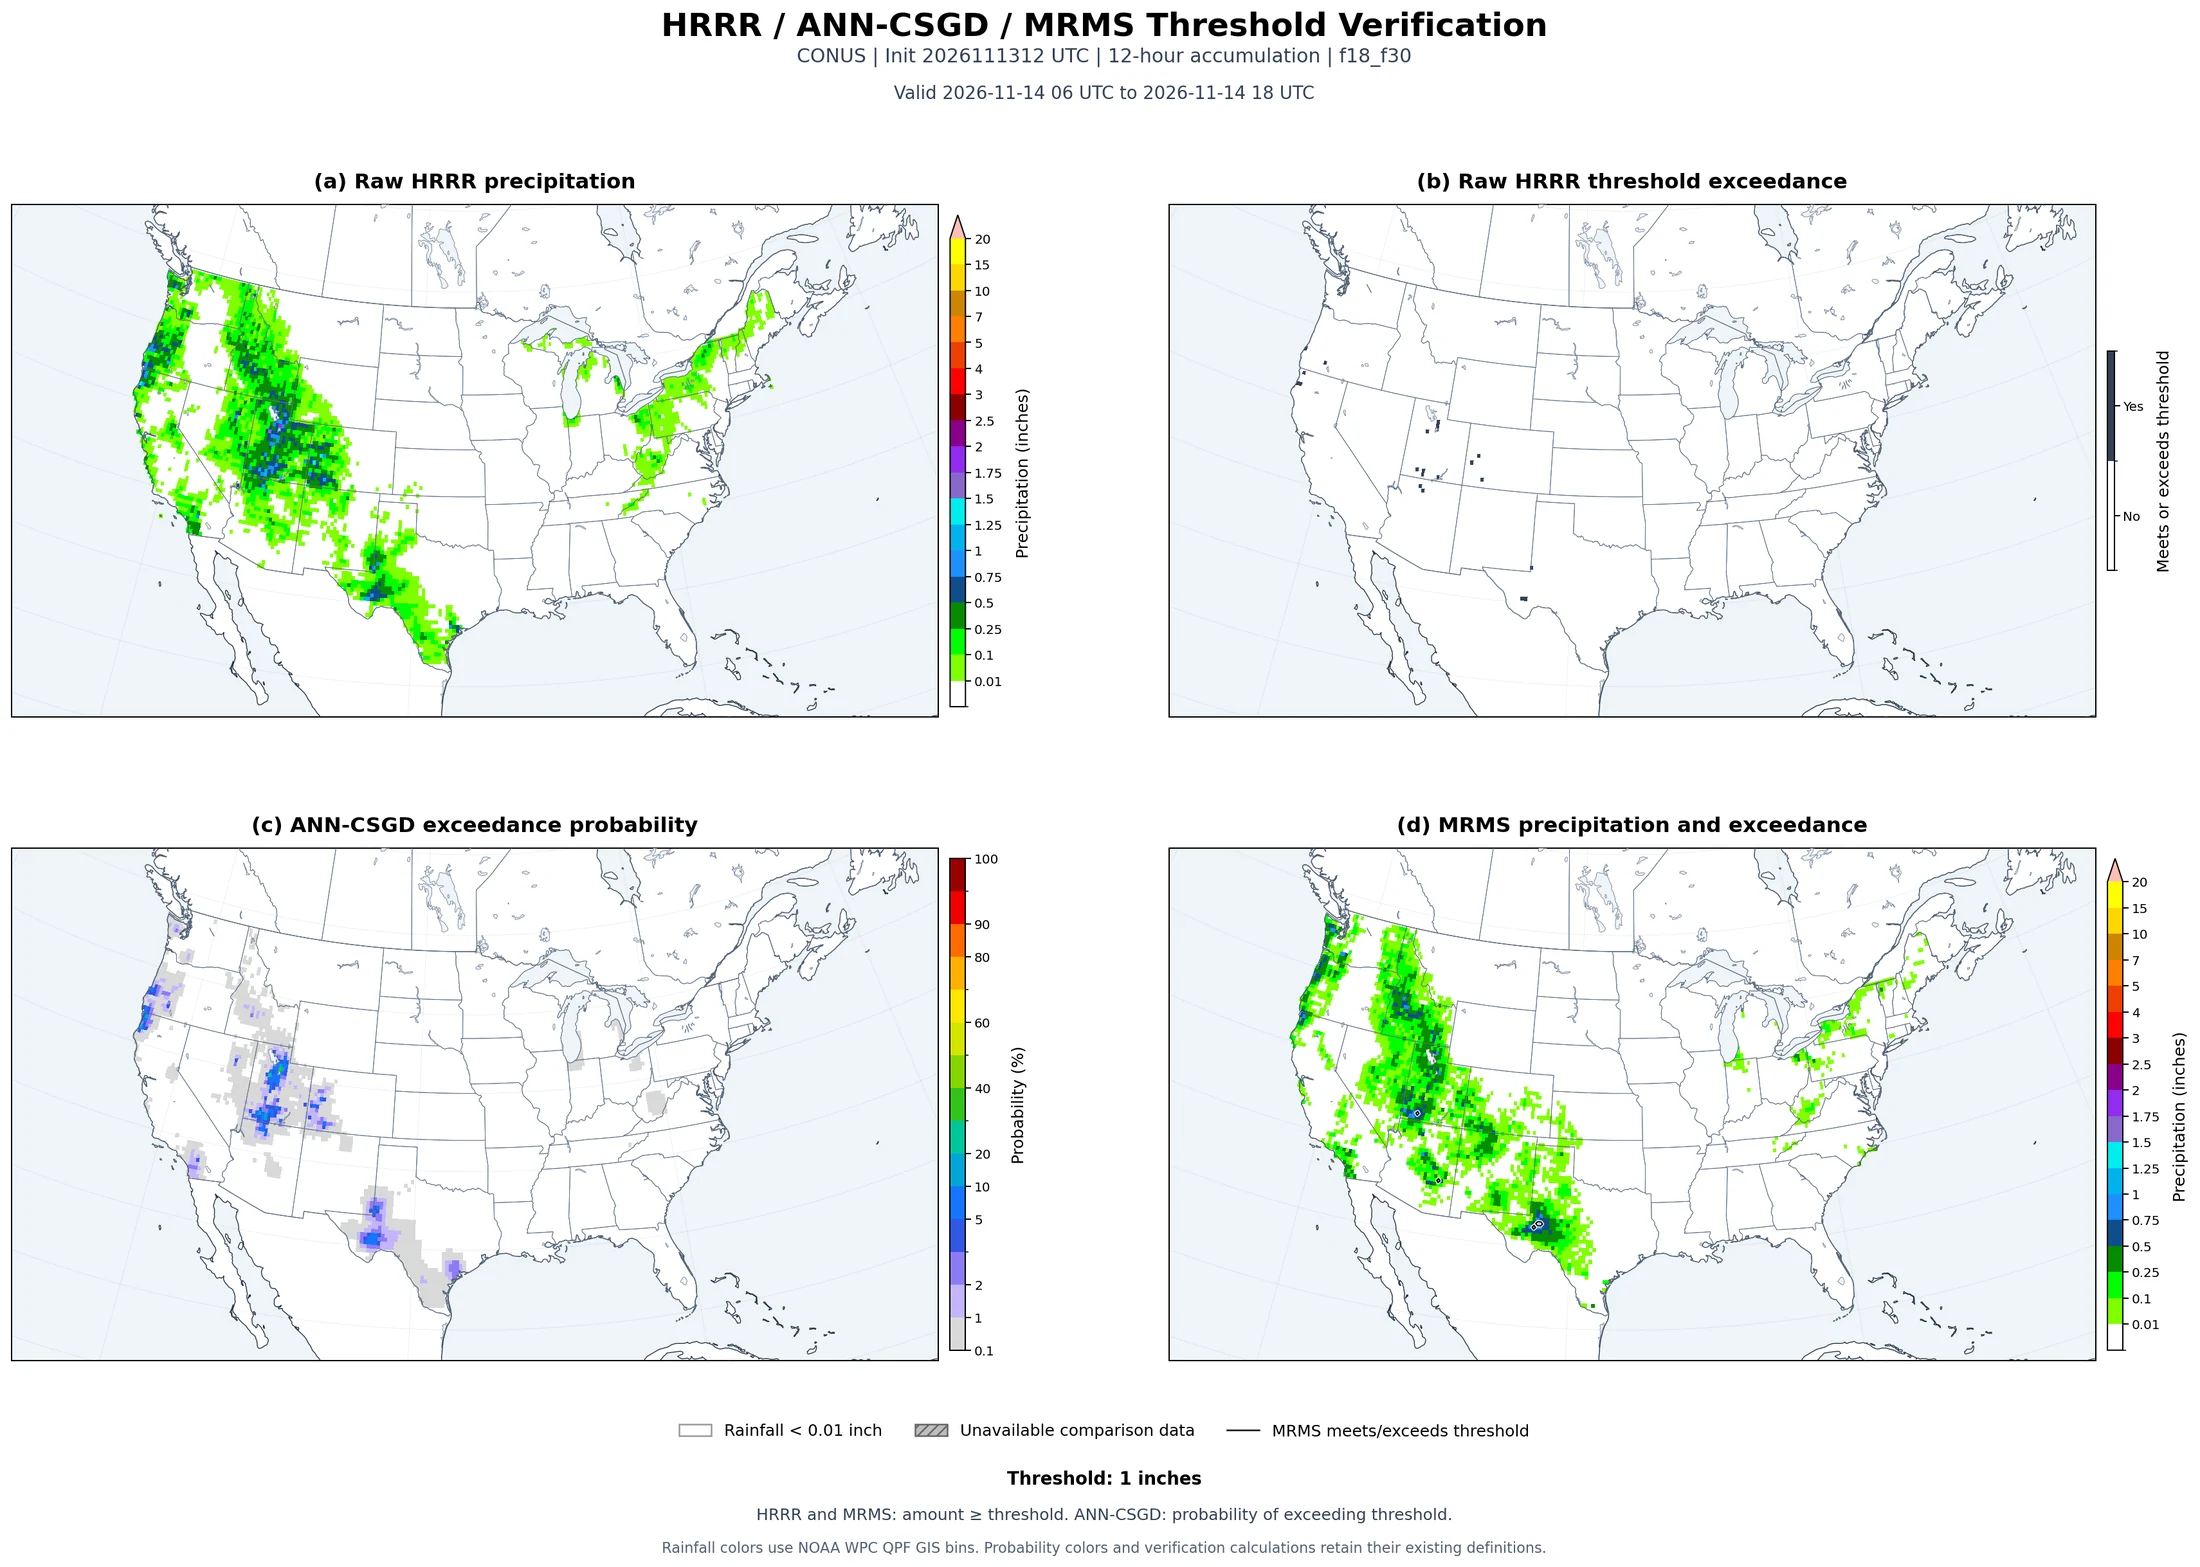 HRRR / ANN-CSGD / MRMS Threshold Verification
CONUS | Init 2026111312 UTC | 12-hour accumulation | f18_f30
Valid 2026-11-14 06 UTC to 2026-11-14 18 UTC
(a) Raw HRRR precipitation
20
15
10
7
5
4
3
2.5
2
1.75
1.5
1.25
1
0.75
0.5
0.25
0.1
0.01
Precipitation (inches)
(b) Raw HRRR threshold exceedance
Yes
No
Meets or exceeds threshold
(c) ANN-CSGD exceedance probability
100
90
80
60
40
20
10
5
2
1
0.1
Probability (%)
(d) MRMS precipitation and exceedance
20
15
10
7
5
4
3
2.5
2
1.75
1.5
1.25
1
0.75
0.5
0.25
0.1
0.01
Precipitation (inches)
Rainfall < 0.01 inch
Unavailable comparison data
MRMS meets/exceeds threshold
Threshold: 1 inches
HRRR and MRMS: amount ≥ threshold. ANN-CSGD: probability of exceeding threshold.
Rainfall colors use NOAA WPC QPF GIS bins. Probability colors and verification calculations retain their existing definitions.